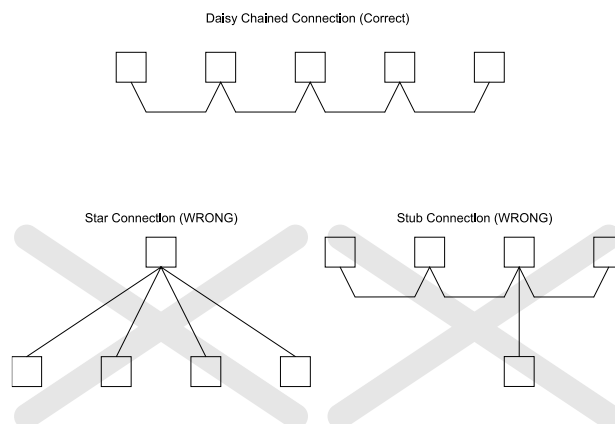 Daisy Chained Connection (Correct)
Star Connection (WRONG)
Stub Connection (WRONG)